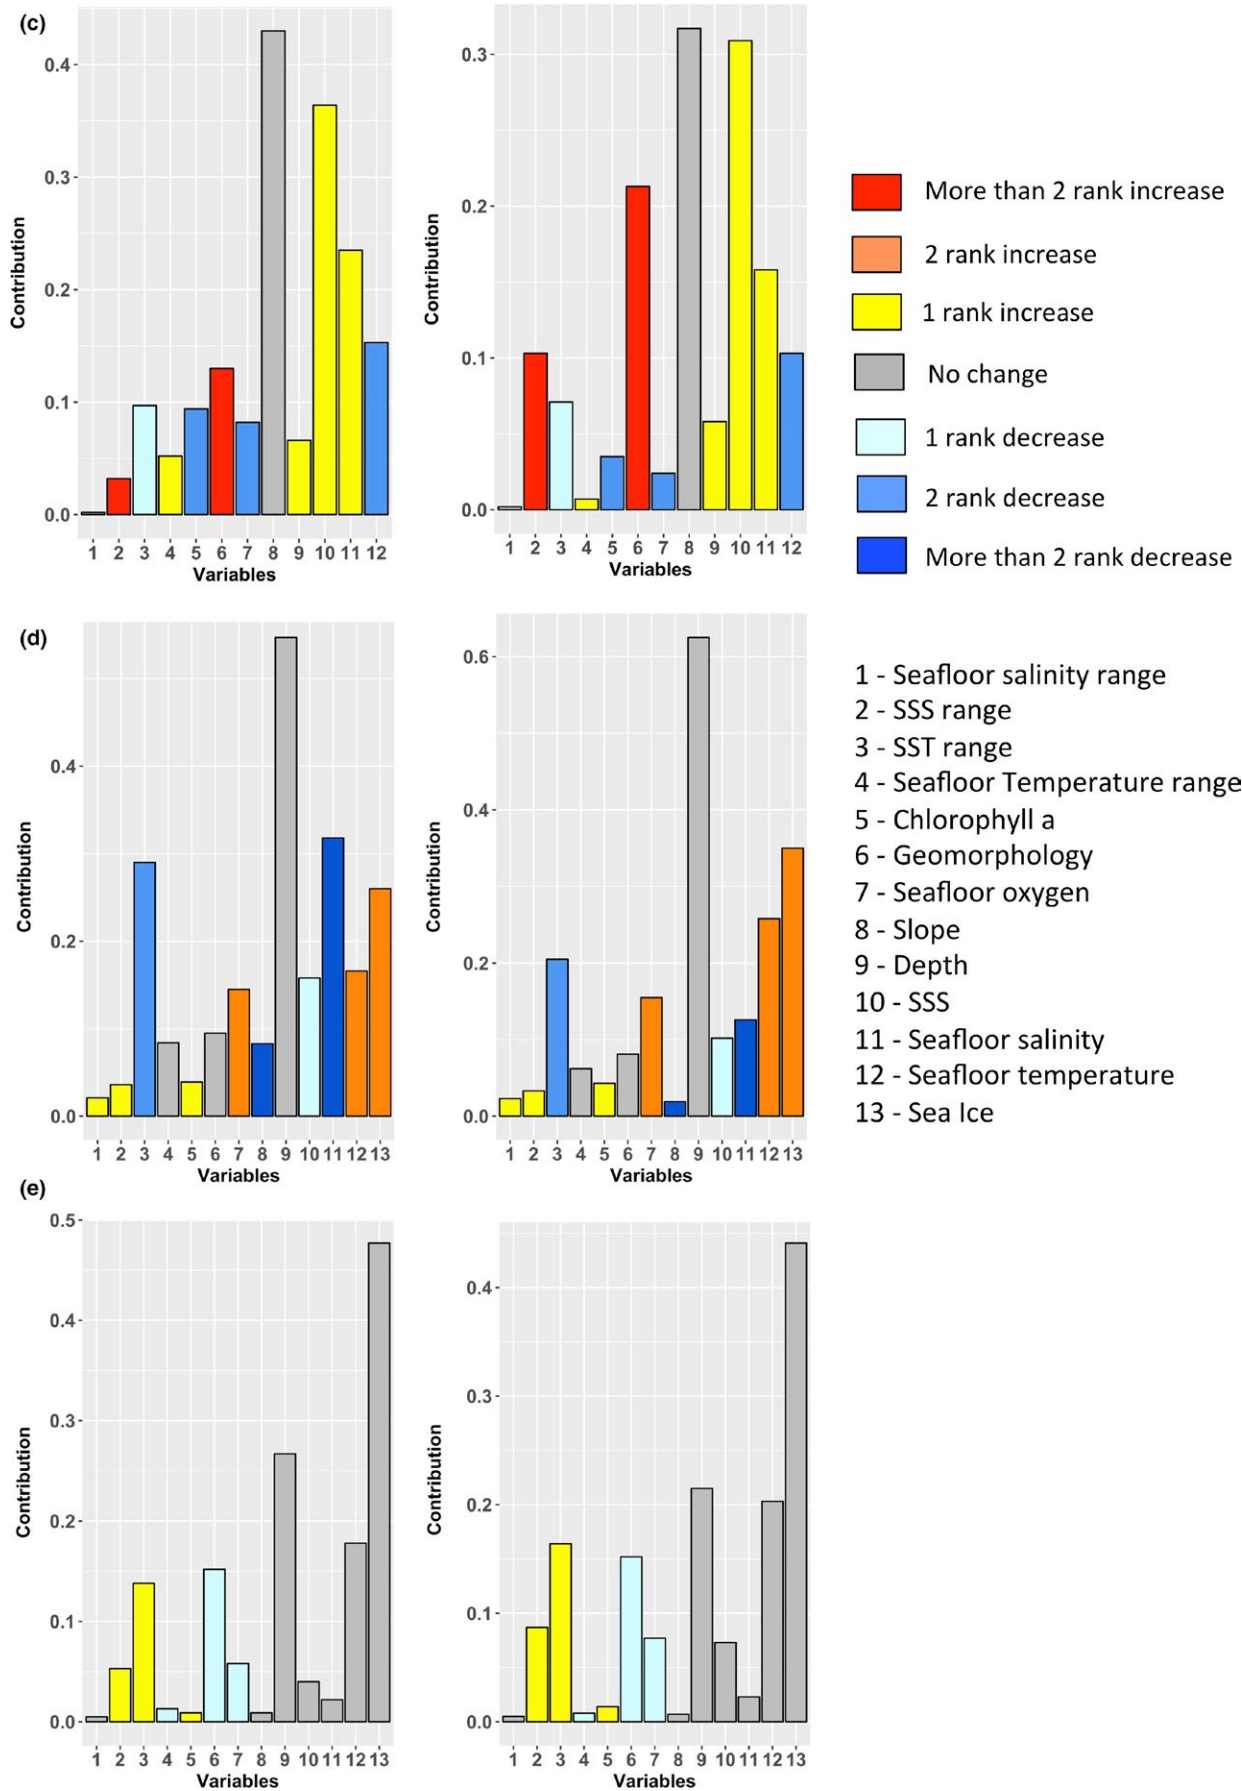 (c)
0.4
0.3
0.2
0.1
0.0
Contribution
1 2 3 4 5 6 7 8 9 10 11 12
Variables
0.3
0.2
0.1
0.0
Contribution
1 2 3 4 5 6 7 8 9 10 11 12
Variables
More than 2 rank increase
2 rank increase
1 rank increase
No change
1 rank decrease
2 rank decrease
More than 2 rank decrease
(d)
0.4
0.2
0.0
Contribution
1 2 3 4 5 6 7 8 9 10 11 12 13
Variables
0.6
0.4
0.2
0.0
Contribution
1 2 3 4 5 6 7 8 9 10 11 12 13
Variables
1 - Seafloor salinity range
2 - SSS range
3 - SST range
4 - Seafloor Temperature range
5 - Chlorophyll a
6 - Geomorphology
7 - Seafloor oxygen
8 - Slope
9 - Depth
10 - SSS
11 - Seafloor salinity
12 - Seafloor temperature
13 - Sea Ice
(e)
0.5
0.4
0.3
0.2
0.1
0.0
Contribution
1 2 3 4 5 6 7 8 9 10 11 12 13
Variables
0.4
0.3
0.2
0.1
0.0
Contribution
1 2 3 4 5 6 7 8 9 10 11 12 13
Variables